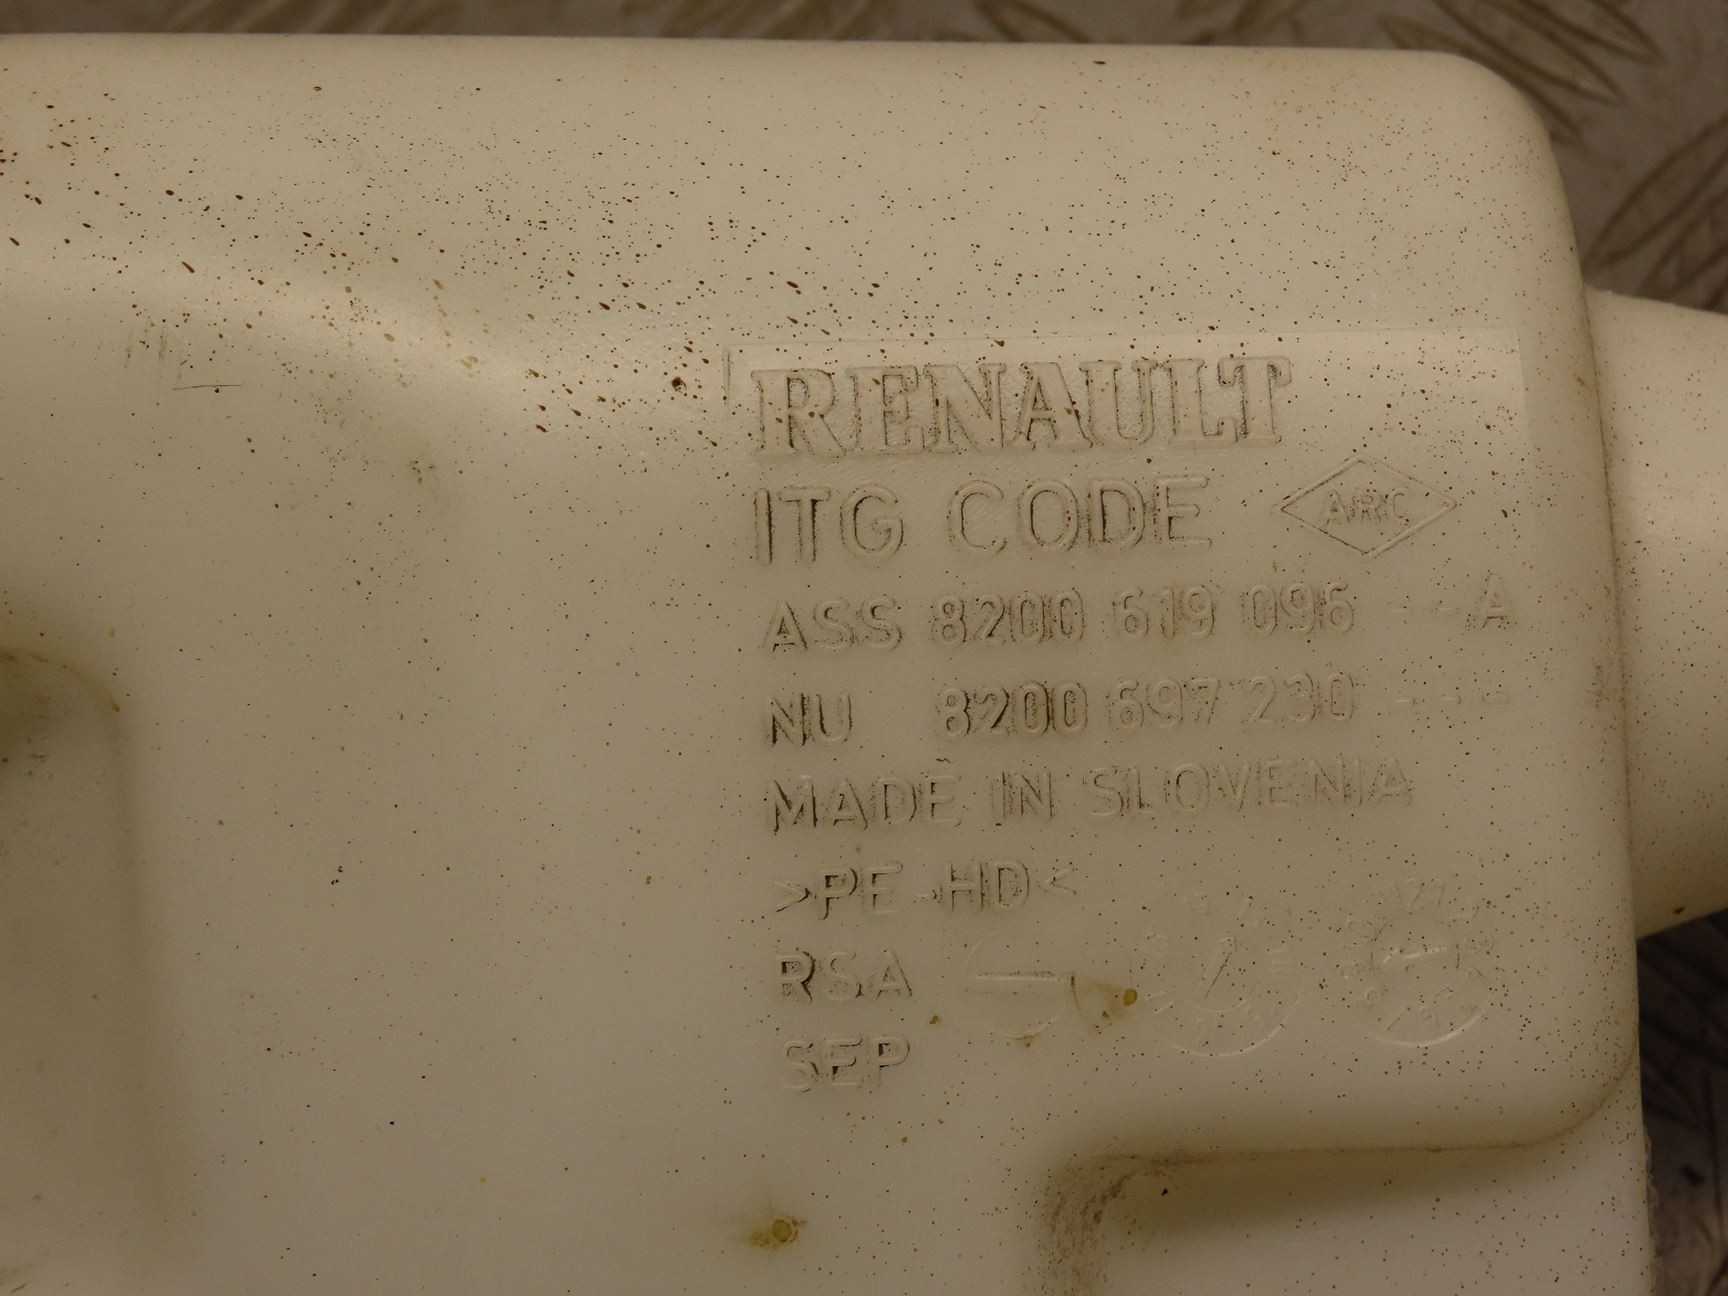 RENAULT
ITG CODE
ARC
ASS 8200 619 096 --A
NU 8200 697 230 ---
MADE IN SLOVENIA
>PE-HD<
RSA
SEP